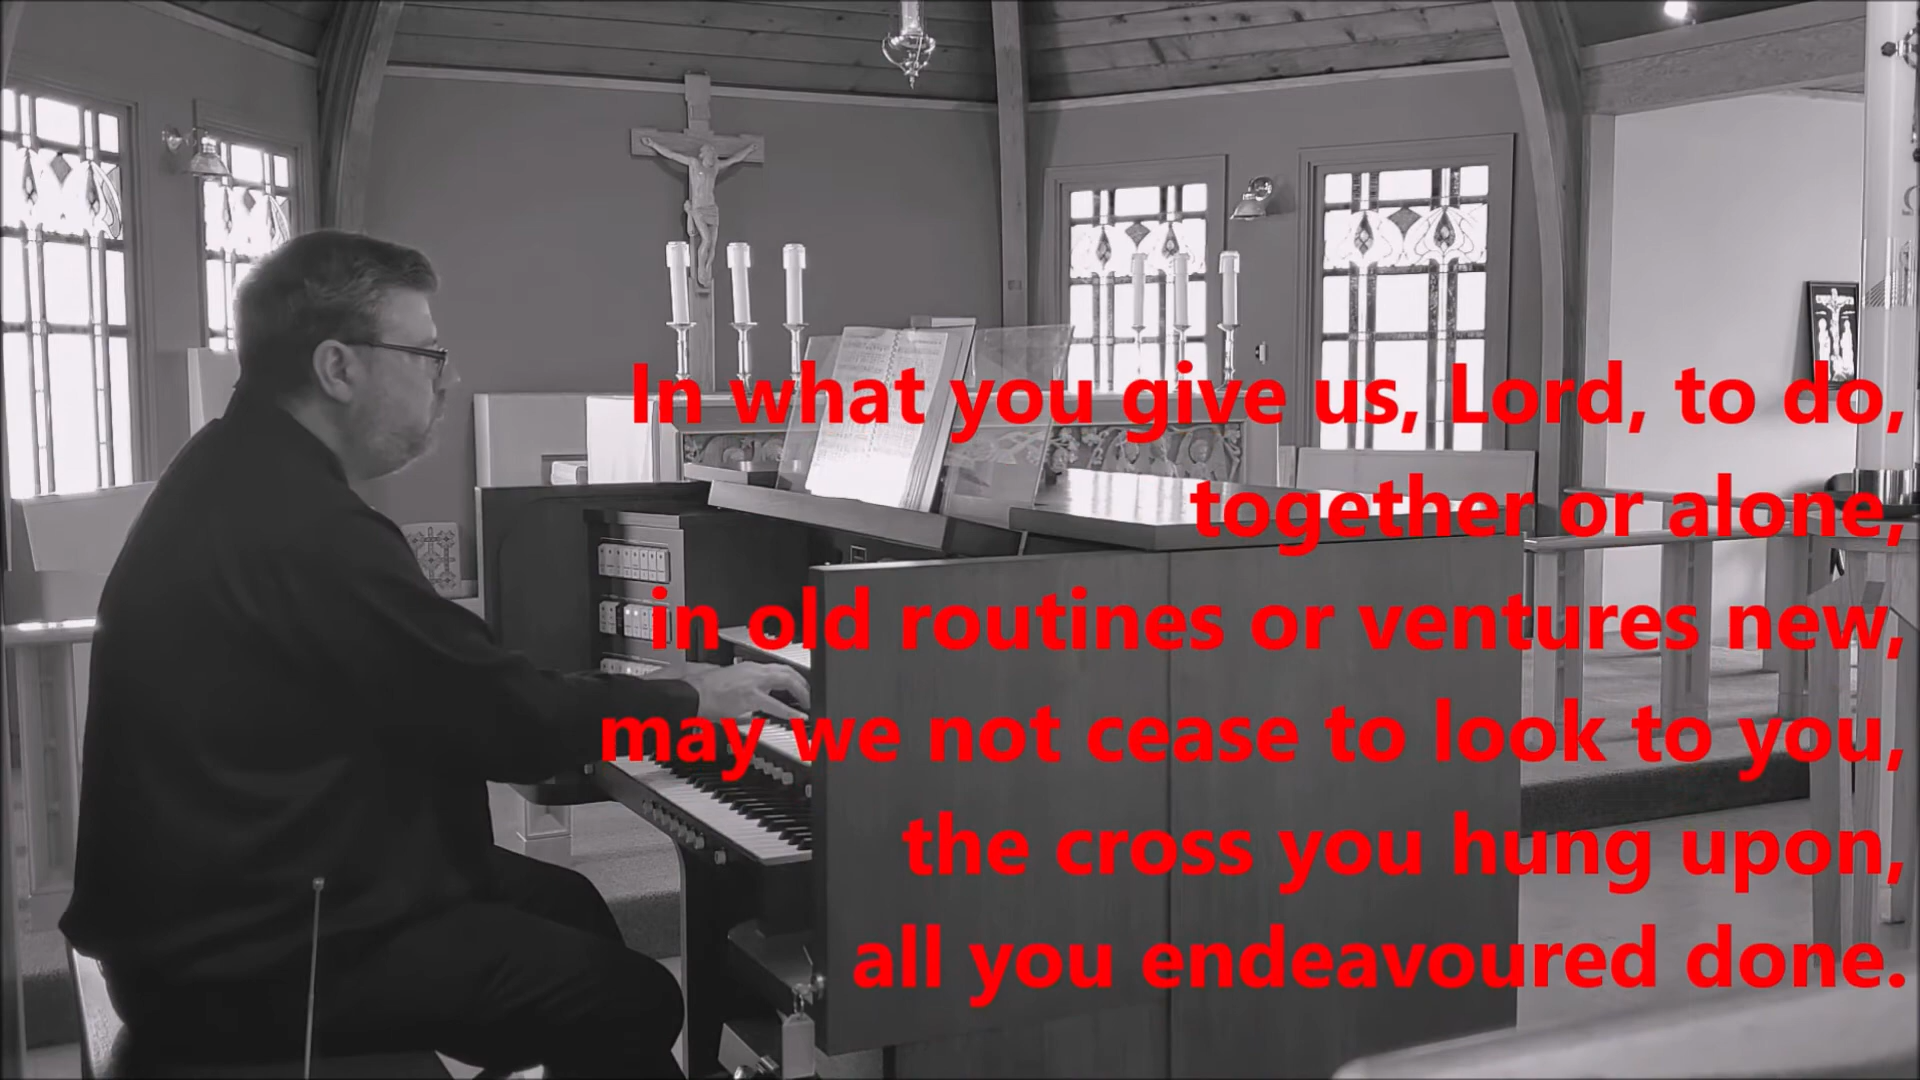 In what you give us, Lord, to do,
together or alone,
in old routines or ventures new,
may we not cease to look to you,
the cross you hung upon,
all you endeavoured done.